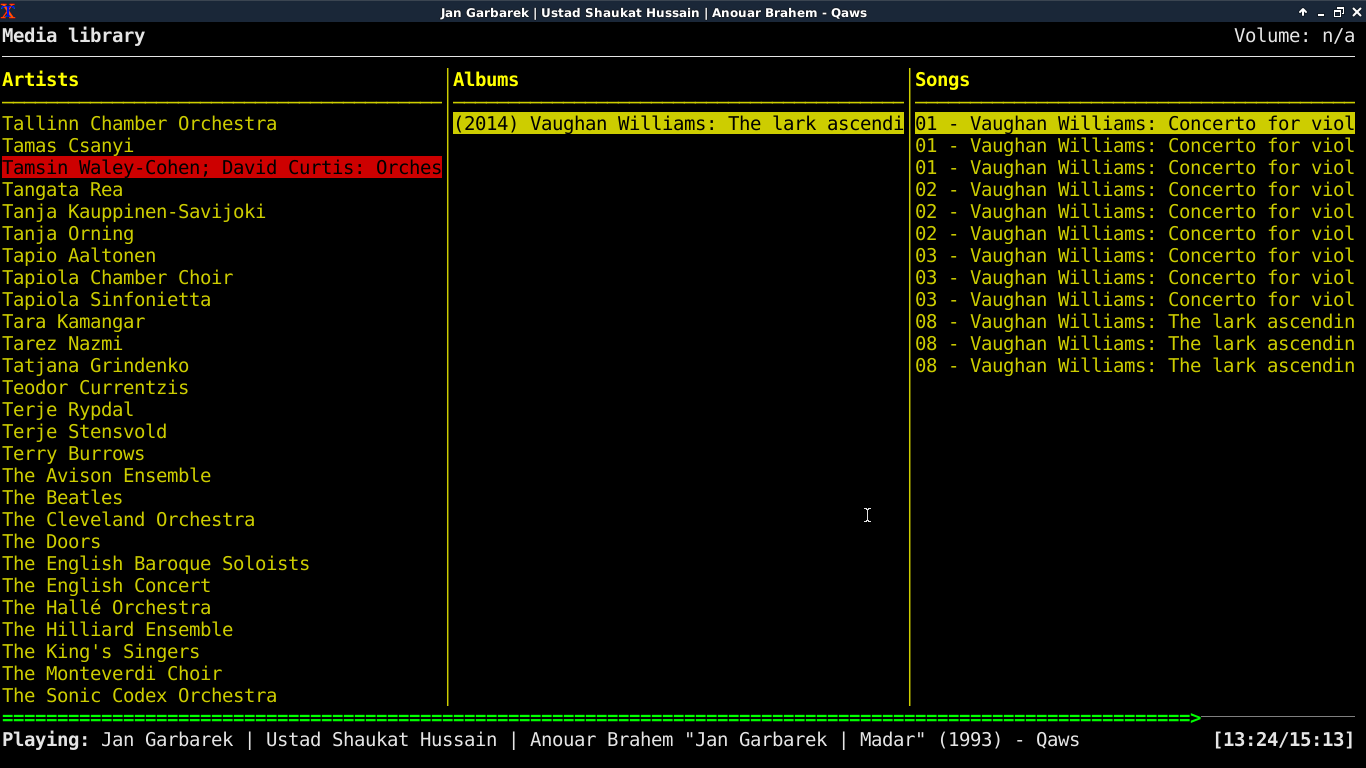 Jan Garbarek | Ustad Shaukat Hussain | Anouar Brahem - Qaws
Media library
Volume: n/a
Artists
Tallinn Chamber Orchestra
Tamas Csanyi
Tamsin Waley-Cohen; David Curtis: Orches
Tangata Rea
Tanja Kauppinen-Savijoki
Tanja Orning
Tapio Aaltonen
Tapiola Chamber Choir
Tapiola Sinfonietta
Tara Kamangar
Tarez Nazmi
Tatjana Grindenko
Teodor Currentzis
Terje Rypdal
Terje Stensvold
Terry Burrows
The Avison Ensemble
The Beatles
The Cleveland Orchestra
The Doors
The English Baroque Soloists
The English Concert
The Hallé Orchestra
The Hilliard Ensemble
The King's Singers
The Monteverdi Choir
The Sonic Codex Orchestra
Albums
(2014) Vaughan Williams: The lark ascendi
Songs
01 - Vaughan Williams: Concerto for viol
01 - Vaughan Williams: Concerto for viol
01 - Vaughan Williams: Concerto for viol
02 - Vaughan Williams: Concerto for viol
02 - Vaughan Williams: Concerto for viol
02 - Vaughan Williams: Concerto for viol
03 - Vaughan Williams: Concerto for viol
03 - Vaughan Williams: Concerto for viol
03 - Vaughan Williams: Concerto for viol
08 - Vaughan Williams: The lark ascendin
08 - Vaughan Williams: The lark ascendin
08 - Vaughan Williams: The lark ascendin
Playing: Jan Garbarek | Ustad Shaukat Hussain | Anouar Brahem "Jan Garbarek | Madar" (1993) - Qaws
[13:24/15:13]